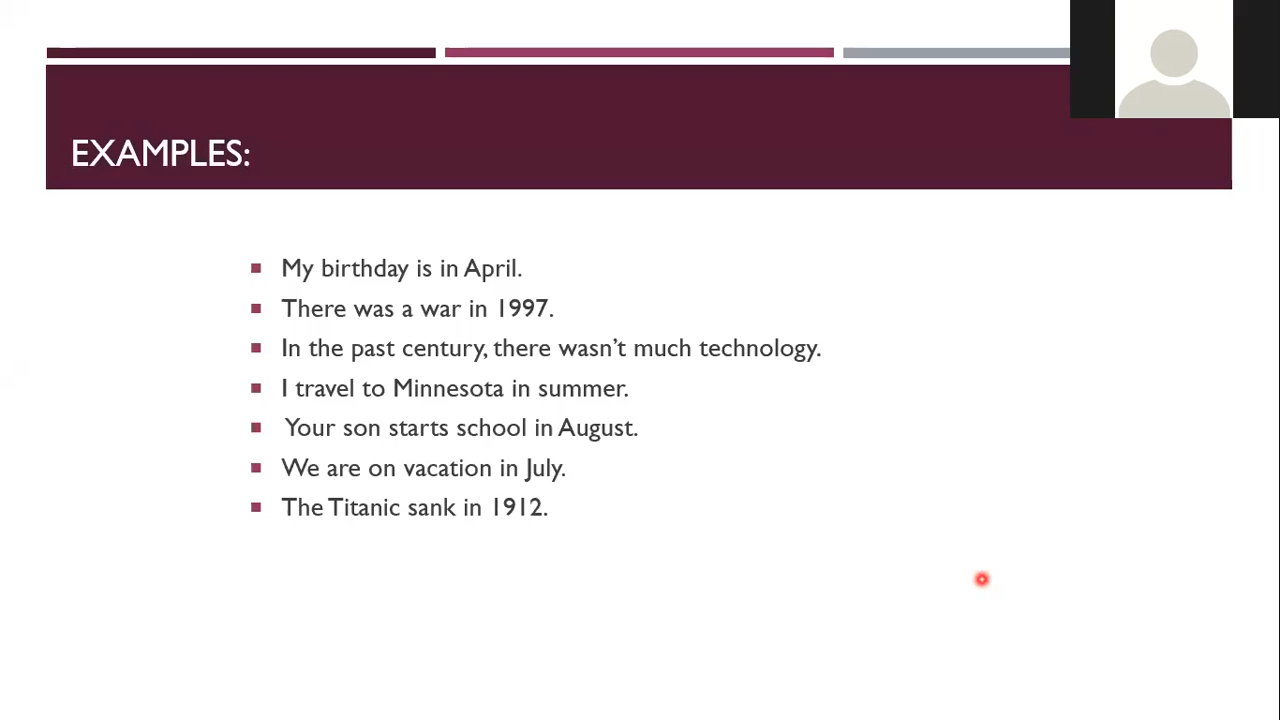 EXAMPLES:
My birthday is in April.
There was a war in 1997.
In the past century, there wasn’t much technology.
I travel to Minnesota in summer.
Your son starts school in August.
We are on vacation in July.
The Titanic sank in 1912.